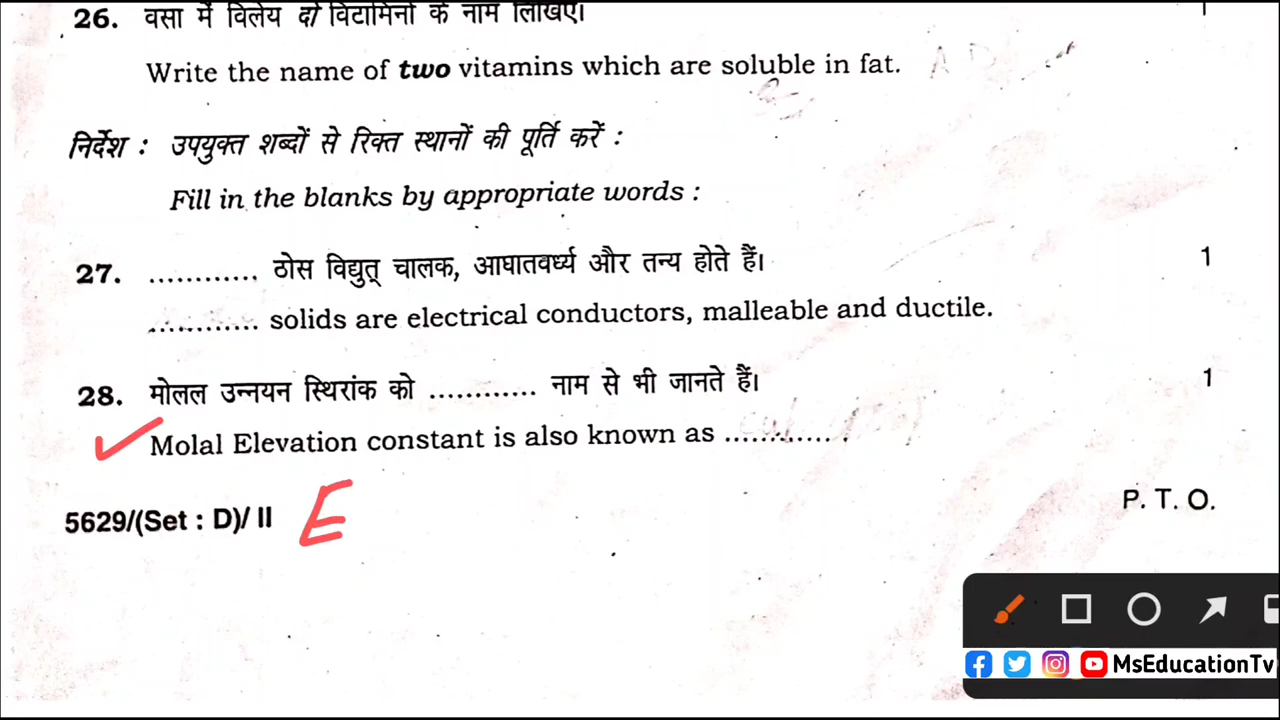 26. वसा में विलेय दो विटामिनों के नाम लिखिए। 1
Write the name of two vitamins which are soluble in fat. A D
निर्देश : उपयुक्त शब्दों से रिक्त स्थानों की पूर्ति करें :
Fill in the blanks by appropriate words :
27. ............ ठोस विद्युत् चालक, आघातवर्ध्य और तन्य होते हैं। 1
............ solids are electrical conductors, malleable and ductile.
28. मोलल उन्नयन स्थिरांक को ............ नाम से भी जानते हैं। 1
Molal Elevation constant is also known as ............ .
5629/(Set : D)/ II E
P. T. O.
MsEducationTv